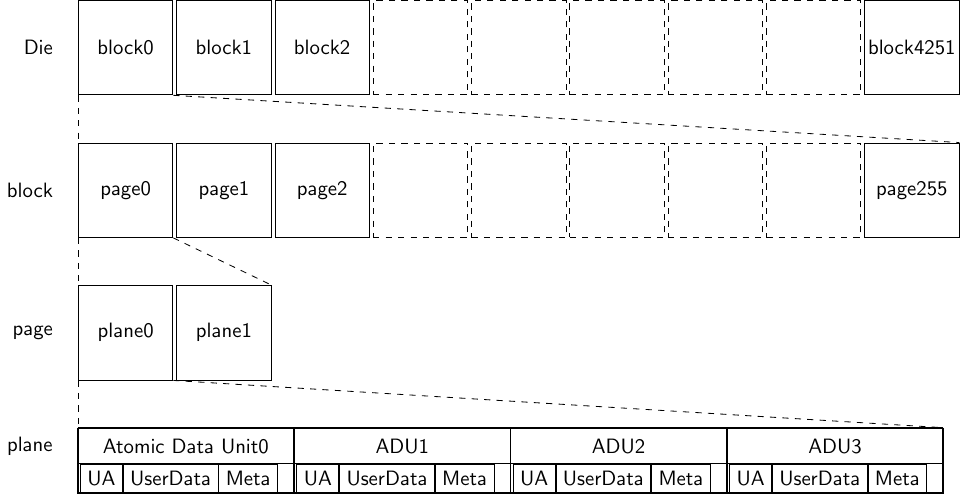 Die block0 block1 block2 block4251
block page0 page1 page2 page255
page plane0 plane1
plane Atomic Data Unit0 ADU1 ADU2 ADU3
UA UserData Meta UA UserData Meta UA UserData Meta UA UserData Meta